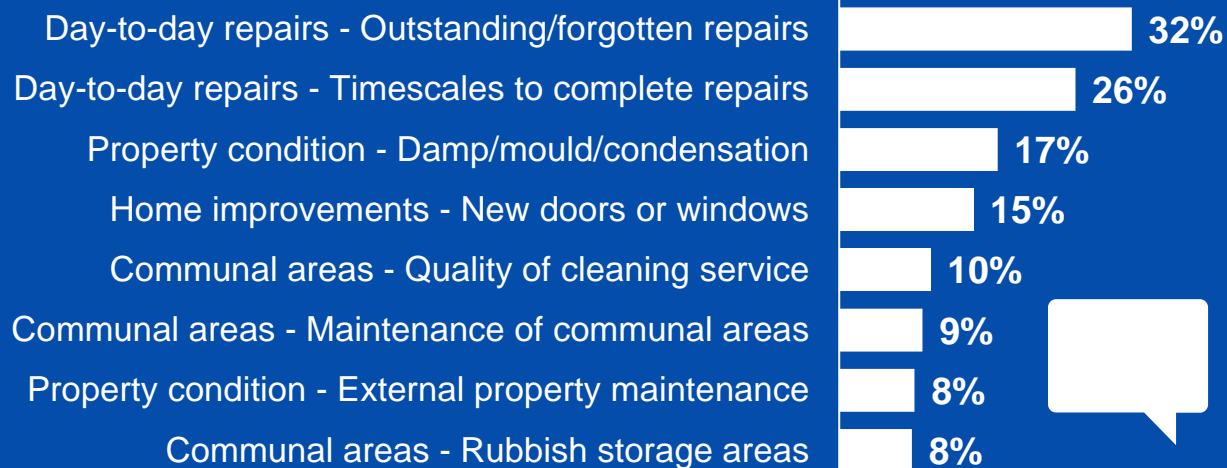 Day-to-day repairs - Outstanding/forgotten repairs 32%
Day-to-day repairs - Timescales to complete repairs 26%
Property condition - Damp/mould/condensation 17%
Home improvements - New doors or windows 15%
Communal areas - Quality of cleaning service 10%
Communal areas - Maintenance of communal areas 9%
Property condition - External property maintenance 8%
Communal areas - Rubbish storage areas 8%